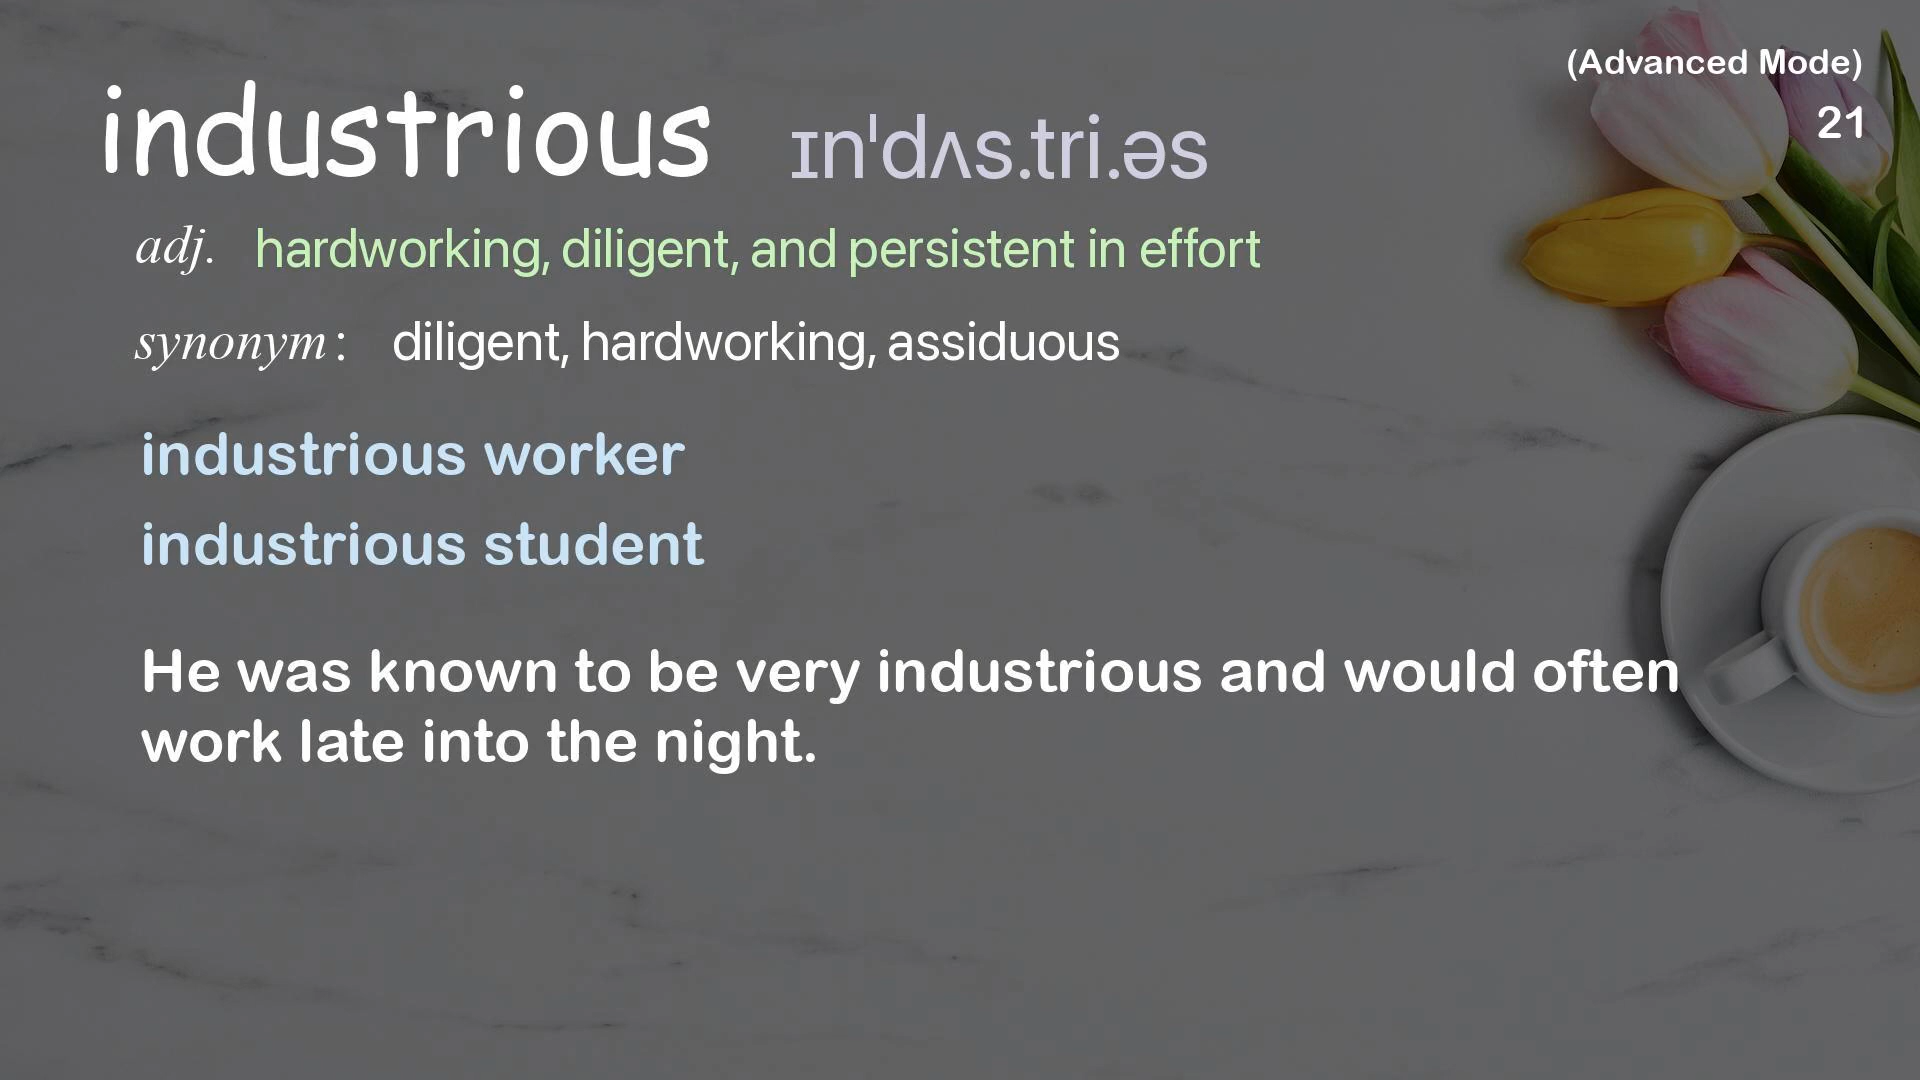 (Advanced Mode)
21
industrious ɪnˈdʌs.tri.əs
adj. hardworking, diligent, and persistent in effort
synonym: diligent, hardworking, assiduous
industrious worker
industrious student
He was known to be very industrious and would often
work late into the night.